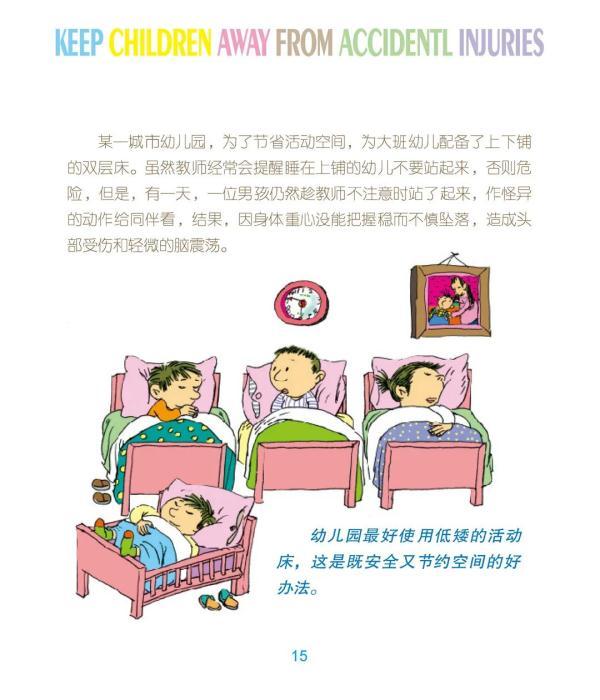 KEEP CHILDREN AWAY FROM ACCIDENTL INJURIES
某一城市幼儿园，为了节省活动空间，为大班幼儿配备了上下铺
的双层床。虽然教师经常会提醒睡在上铺的幼儿不要站起来，否则危
险，但是，有一天，一位男孩仍然趁教师不注意时站了起来，作怪异
的动作给同伴看，结果，因身体重心没能把握稳而不慎坠落，造成头
部受伤和轻微的脑震荡。
幼儿园最好使用低矮的活动
床，这是既安全又节约空间的好
办法。
15